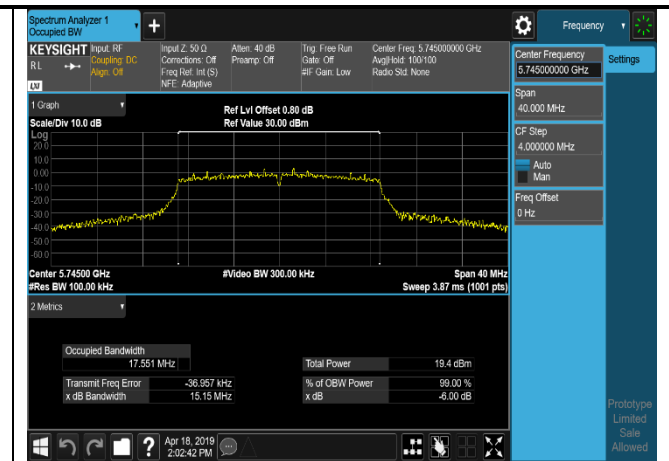 Spectrum Analyzer 1
Occupied BW
Frequency
KEYSIGHT
RL
LXI
Input: RF
Coupling: DC
Align: Off
Input Z: 50 Ω
Corrections: Off
Freq Ref: Int (S)
NFE: Adaptive
Atten: 40 dB
Preamp: Off
Trig: Free Run
Gate: Off
#IF Gain: Low
Center Freq: 5.745000000 GHz
Avg|Hold: 100/100
Radio Std: None
Center Frequency
5.745000000 GHz
Settings
Span
40.000 MHz
CF Step
4.000000 MHz
Auto
Man
Freq Offset
0 Hz
1 Graph
Scale/Div 10.0 dB
Ref Lvl Offset 0.80 dB
Ref Value 30.00 dBm
Log
20.0
10.0
0.00
-10.0
-20.0
-30.0
-40.0
-50.0
-60.0
Center 5.74500 GHz
#Video BW 300.00 kHz
Span 40 MHz
#Res BW 100.00 kHz
Sweep 3.87 ms (1001 pts)
2 Metrics
Occupied Bandwidth
17.551 MHz
Total Power 19.4 dBm
Transmit Freq Error -36.957 kHz
% of OBW Power 99.00 %
x dB Bandwidth 15.15 MHz
x dB -6.00 dB
Prototype
Limited
Sale
Allowed
?
Apr 18, 2019
2:02:42 PM